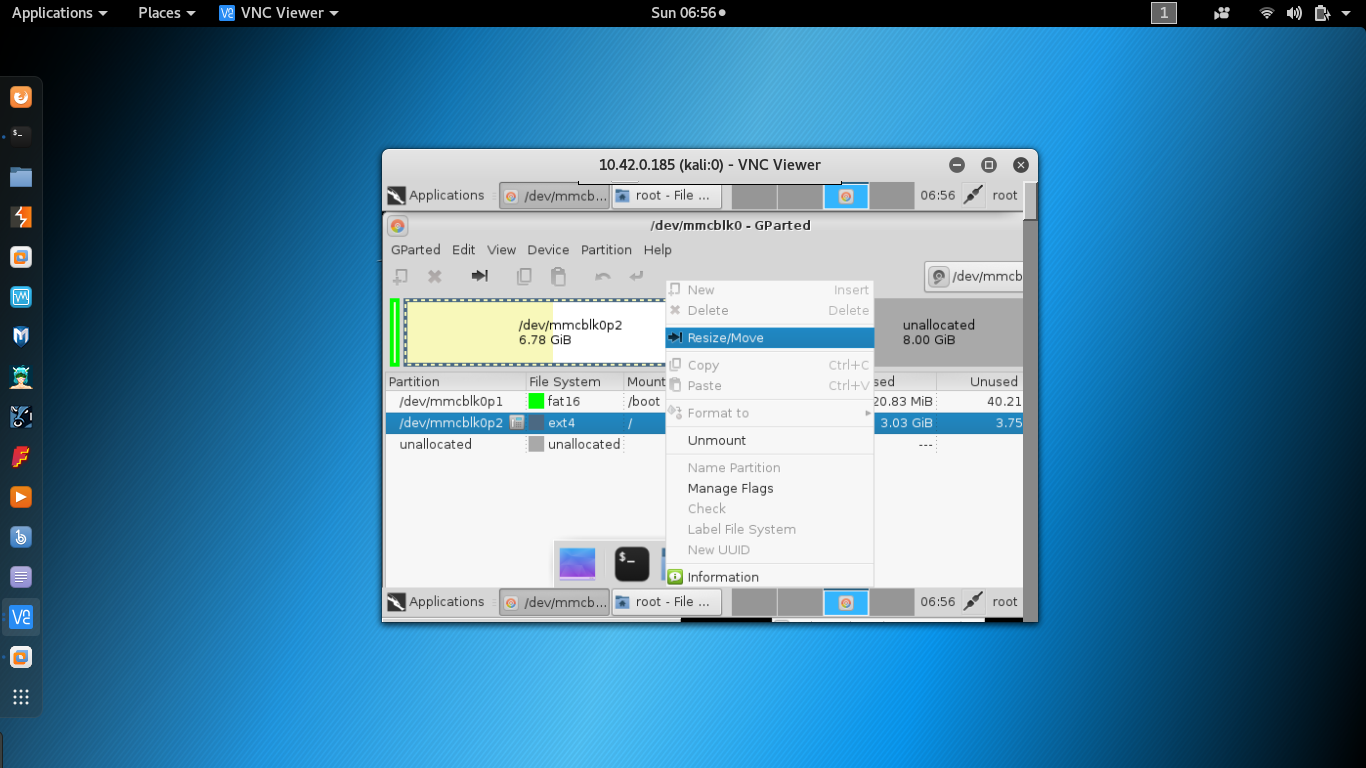 Applications Places VNC Viewer Sun 06:56 1
10.42.0.185 (kali:0) - VNC Viewer
Applications /dev/mmcb... root - File ... 06:56 root
/dev/mmcblk0 - GParted
GParted Edit View Device Partition Help
/dev/mmcb
/dev/mmcblk0p2
6.78 GiB
unallocated
8.00 GiB
New Insert
Delete Delete
Resize/Move
Copy Ctrl+C
Paste Ctrl+V
Format to
Unmount
Name Partition
Manage Flags
Check
Label File System
New UUID
Information
Partition File System Mount sed Unused
/dev/mmcblk0p1 fat16 /boot 20.83 MiB 40.21
/dev/mmcblk0p2 ext4 / 3.03 GiB 3.75
unallocated unallocated ---
Applications /dev/mmcb... root - File ... 06:56 root